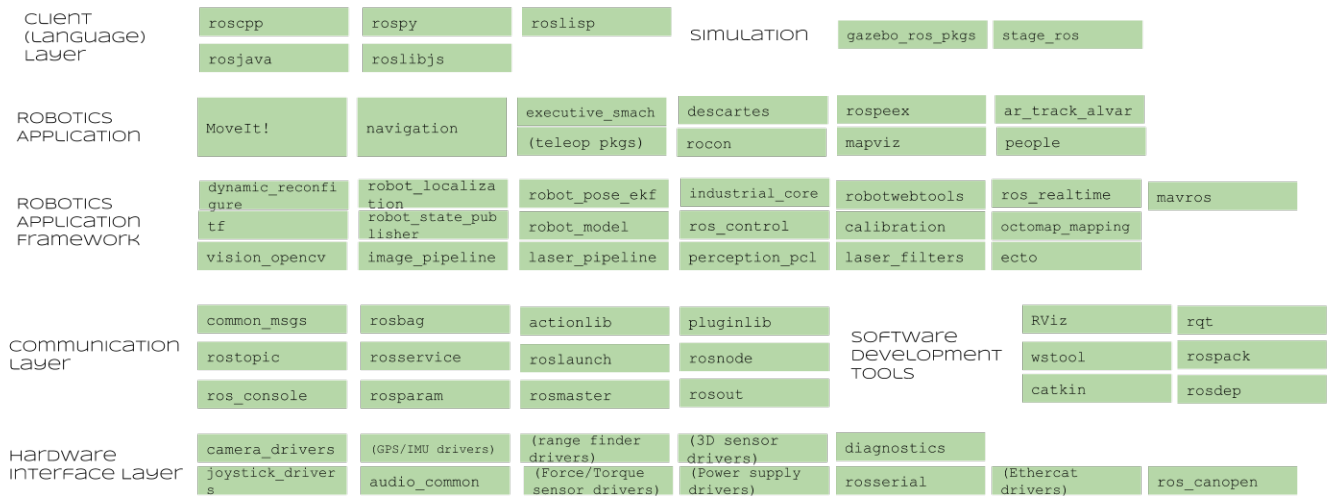 CLIENT
(LANGUAGE)
LAYER
roscpp
rospy
roslisp
rosjava
roslibjs
SIMULATION
gazebo_ros_pkgs
stage_ros
ROBOTICS
APPLICATION
MoveIt!
navigation
executive_smach
descartes
rospeex
ar_track_alvar
(teleop pkgs)
rocon
mapviz
people
ROBOTICS
APPLICATION
FRAMEWORK
dynamic_reconfi
gure
robot_localiza
tion
robot_pose_ekf
industrial_core
robotwebtools
ros_realtime
mavros
tf
robot_state_pub
lisher
robot_model
ros_control
calibration
octomap_mapping
vision_opencv
image_pipeline
laser_pipeline
perception_pcl
laser_filters
ecto
COMMUNICATION
LAYER
common_msgs
rosbag
actionlib
pluginlib
rostopic
rosservice
roslaunch
rosnode
ros_console
rosparam
rosmaster
rosout
SOFTWARE
DEVELOPMENT
TOOLS
RViz
rqt
wstool
rospack
catkin
rosdep
HARDWARE
INTERFACE LAYER
camera_drivers
(GPS/IMU drivers)
(range finder
drivers)
(3D sensor
drivers)
diagnostics
joystick_driver
s
audio_common
(Force/Torque
sensor drivers)
(Power supply
drivers)
rosserial
(Ethercat
drivers)
ros_canopen